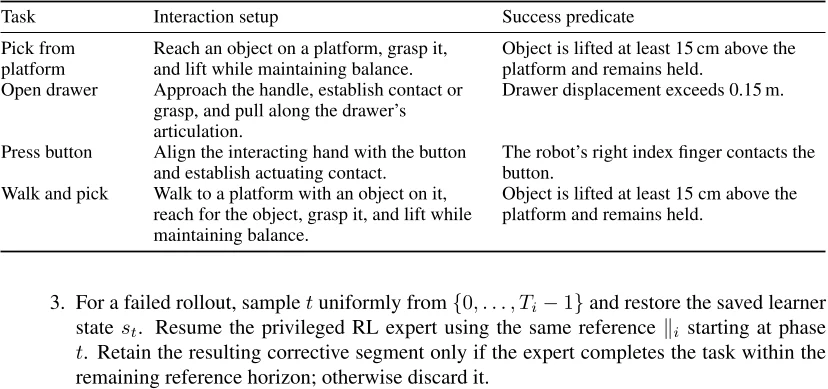 Task Interaction setup Success predicate
Pick from Reach an object on a platform, grasp it, Object is lifted at least 15 cm above the
platform and lift while maintaining balance. platform and remains held.
Open drawer Approach the handle, establish contact or Drawer displacement exceeds 0.15 m.
grasp, and pull along the drawer's
articulation.
Press button Align the interacting hand with the button The robot's right index finger contacts the
and establish actuating contact. button.
Walk and pick Walk to a platform with an object on it, Object is lifted at least 15 cm above the
reach for the object, grasp it, and lift while platform and remains held.
maintaining balance.
3. For a failed rollout, sample t uniformly from {0, . . . , T_i − 1} and restore the saved learner
state s_t. Resume the privileged RL expert using the same reference ∥_i starting at phase
t. Retain the resulting corrective segment only if the expert completes the task within the
remaining reference horizon; otherwise discard it.